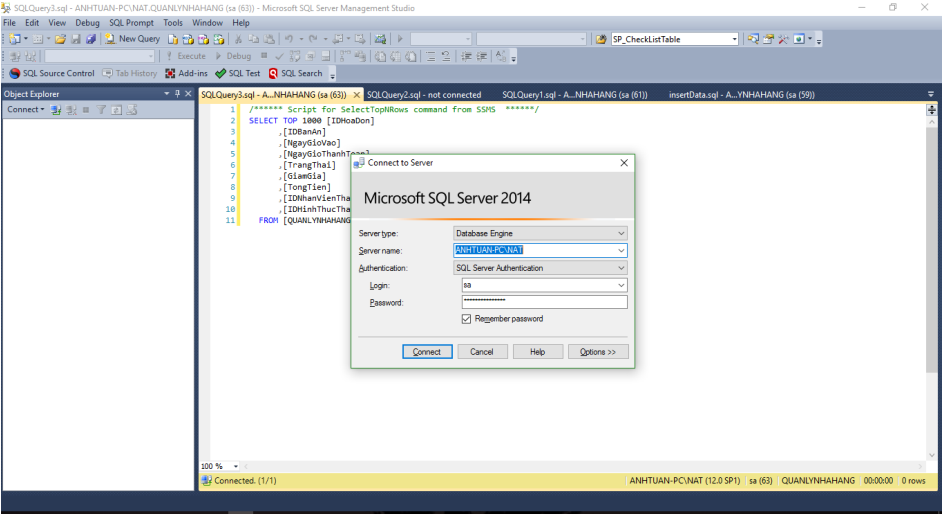 SQLQuery3.sql - ANHTUAN-PC\NAT.QUANLYNHAHANG (sa (63)) - Microsoft SQL Server Management Studio
File Edit View Debug SQL Prompt Tools Window Help
New Query SP_CheckListTable
Execute Debug
SQL Source Control Tab History Add-ins SQL Test SQL Search
Object Explorer
Connect
SQLQuery3.sql - A...NHAHANG (sa (63)) SQLQuery2.sql - not connected SQLQuery1.sql - A...NHAHANG (sa (61)) insertData.sql - A...YNHAHANG (sa (59))
1 /****** Script for SelectTopNRows command from SSMS ******/
2 SELECT TOP 1000 [IDHoaDon]
3 ,[IDBanAn]
4 ,[NgayGioVao]
5 ,[NgayGioThanhToan]
6 ,[TrangThai]
7 ,[GiamGia]
8 ,[TongTien]
9 ,[IDNhanVienTha
10 ,[IDHinhThucTha
11 FROM [QUANLYNHAHANG
Connect to Server
Microsoft SQL Server 2014
Server type: Database Engine
Server name: ANHTUAN-PC\NAT
Authentication: SQL Server Authentication
Login: sa
Password: ***************
Remember password
Connect Cancel Help Options >>
100 %
Connected. (1/1) ANHTUAN-PC\NAT (12.0 SP1) sa (63) QUANLYNHAHANG 00:00:00 0 rows